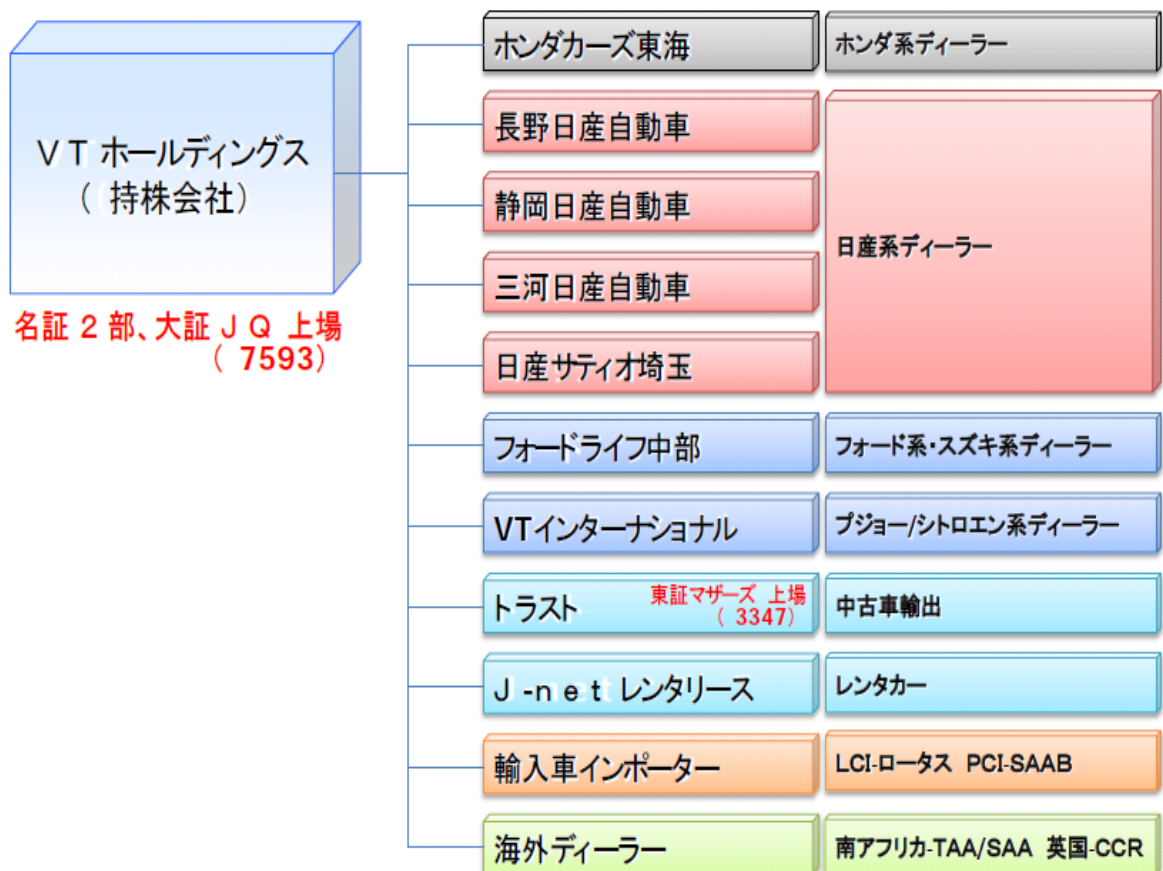 VTホールディングス
(持株会社)
名証2部、大証JQ 上場
(7593)
ホンダカーズ東海
ホンダ系ディーラー
長野日産自動車
静岡日産自動車
三河日産自動車
日産サティオ埼玉
日産系ディーラー
フォードライフ中部
フォード系・スズキ系ディーラー
VTインターナショナル
プジョー/シトロエン系ディーラー
トラスト
東証マザーズ 上場
(3347)
中古車輸出
J-netレンタリース
レンタカー
輸入車インポーター
LCI-ロータス PCI-SAAB
海外ディーラー
南アフリカ-TAA/SAA 英国-CCR